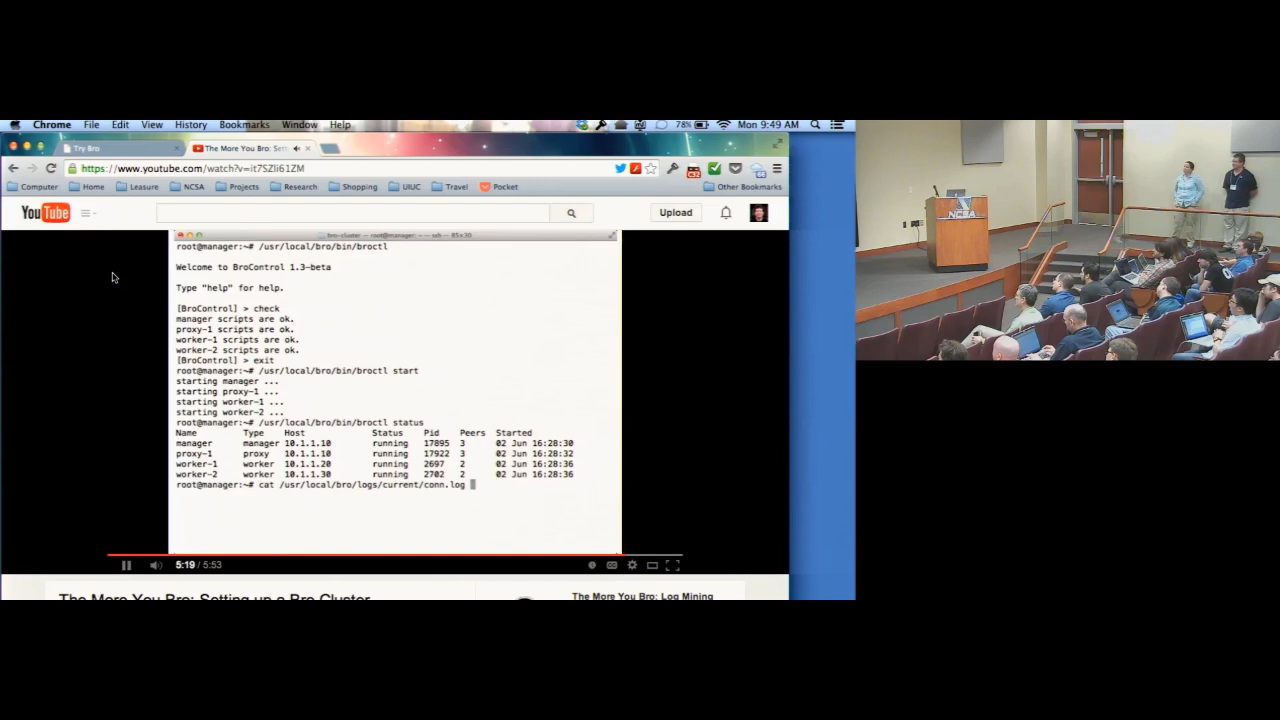 Chrome File Edit View History Bookmarks Window Help 78% Mon 9:49 AM
Try Bro The More You Bro: Sett
https://www.youtube.com/watch?v=it7SZli61ZM
Computer Home Leasure NCSA Projects Research Shopping UIUC Travel Pocket Other Bookmarks
YouTube Upload
bro-cluster — root@manager: ~ — ssh — 85×30
root@manager:~# /usr/local/bro/bin/broctl
Welcome to BroControl 1.3-beta
Type "help" for help.
[BroControl] > check
manager scripts are ok.
proxy-1 scripts are ok.
worker-1 scripts are ok.
worker-2 scripts are ok.
[BroControl] > exit
root@manager:~# /usr/local/bro/bin/broctl start
starting manager ...
starting proxy-1 ...
starting worker-1 ...
starting worker-2 ...
root@manager:~# /usr/local/bro/bin/broctl status
Name Type Host Status Pid Peers Started
manager manager 10.1.1.10 running 17895 3 02 Jun 16:28:30
proxy-1 proxy 10.1.1.10 running 17922 3 02 Jun 16:28:32
worker-1 worker 10.1.1.20 running 2697 2 02 Jun 16:28:36
worker-2 worker 10.1.1.30 running 2702 2 02 Jun 16:28:36
root@manager:~# cat /usr/local/bro/logs/current/conn.log
5:19 / 5:53
The More You Bro: Setting up a Bro Cluster
The More You Bro: Log Mining
NCSA